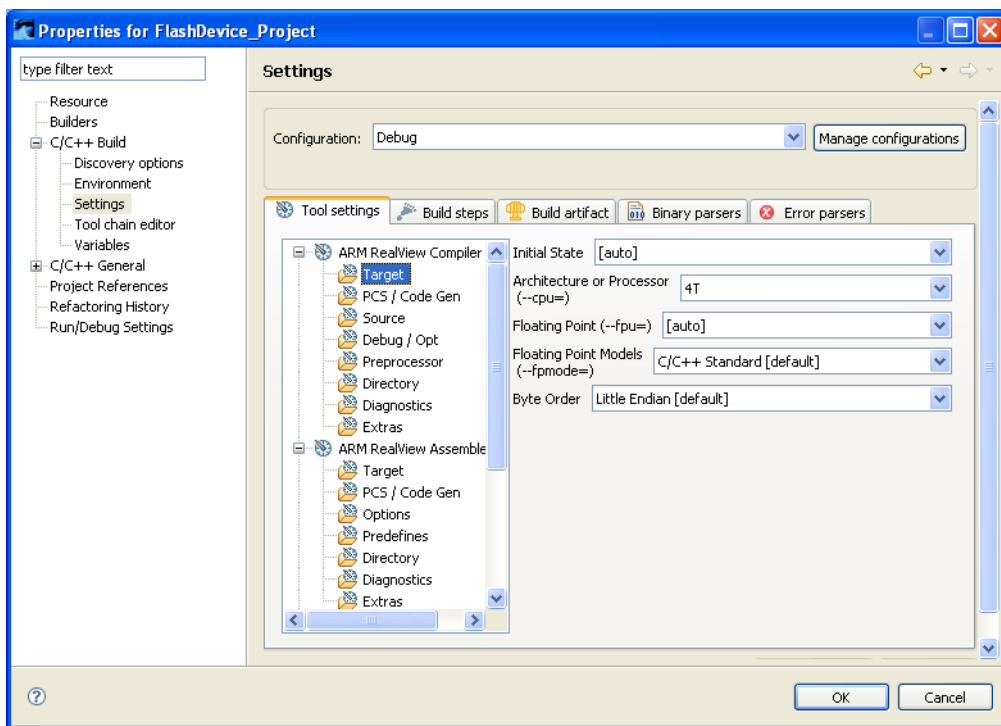 Properties for FlashDevice_Project
type filter text
Resource
Builders
C/C++ Build
Discovery options
Environment
Settings
Tool chain editor
Variables
C/C++ General
Project References
Refactoring History
Run/Debug Settings
Settings
Configuration: Debug Manage configurations
Tool settings Build steps Build artifact 010 Binary parsers Error parsers
ARM RealView Compiler
Target
PCS / Code Gen
Source
Debug / Opt
Preprocessor
Directory
Diagnostics
Extras
ARM RealView Assemble
Target
PCS / Code Gen
Options
Predefines
Directory
Diagnostics
Extras
Initial State [auto]
Architecture or Processor
(--cpu=) 4T
Floating Point (--fpu=) [auto]
Floating Point Models
(--fpmode=) C/C++ Standard [default]
Byte Order Little Endian [default]
OK Cancel